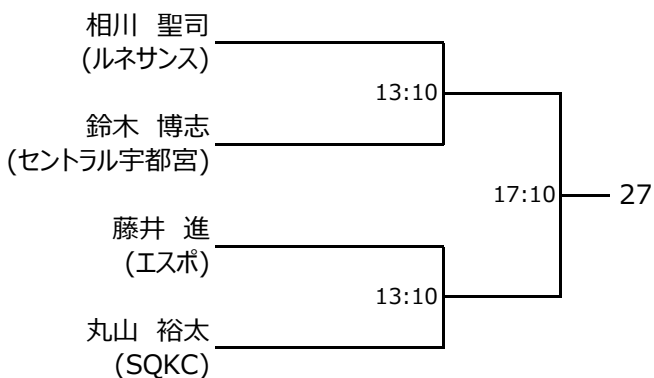 相川 聖司
(ルネサンス)
13:10
鈴木 博志
(セントラル宇都宮)
17:10
27
藤井 進
(エスポ)
13:10
丸山 裕太
(SQKC)